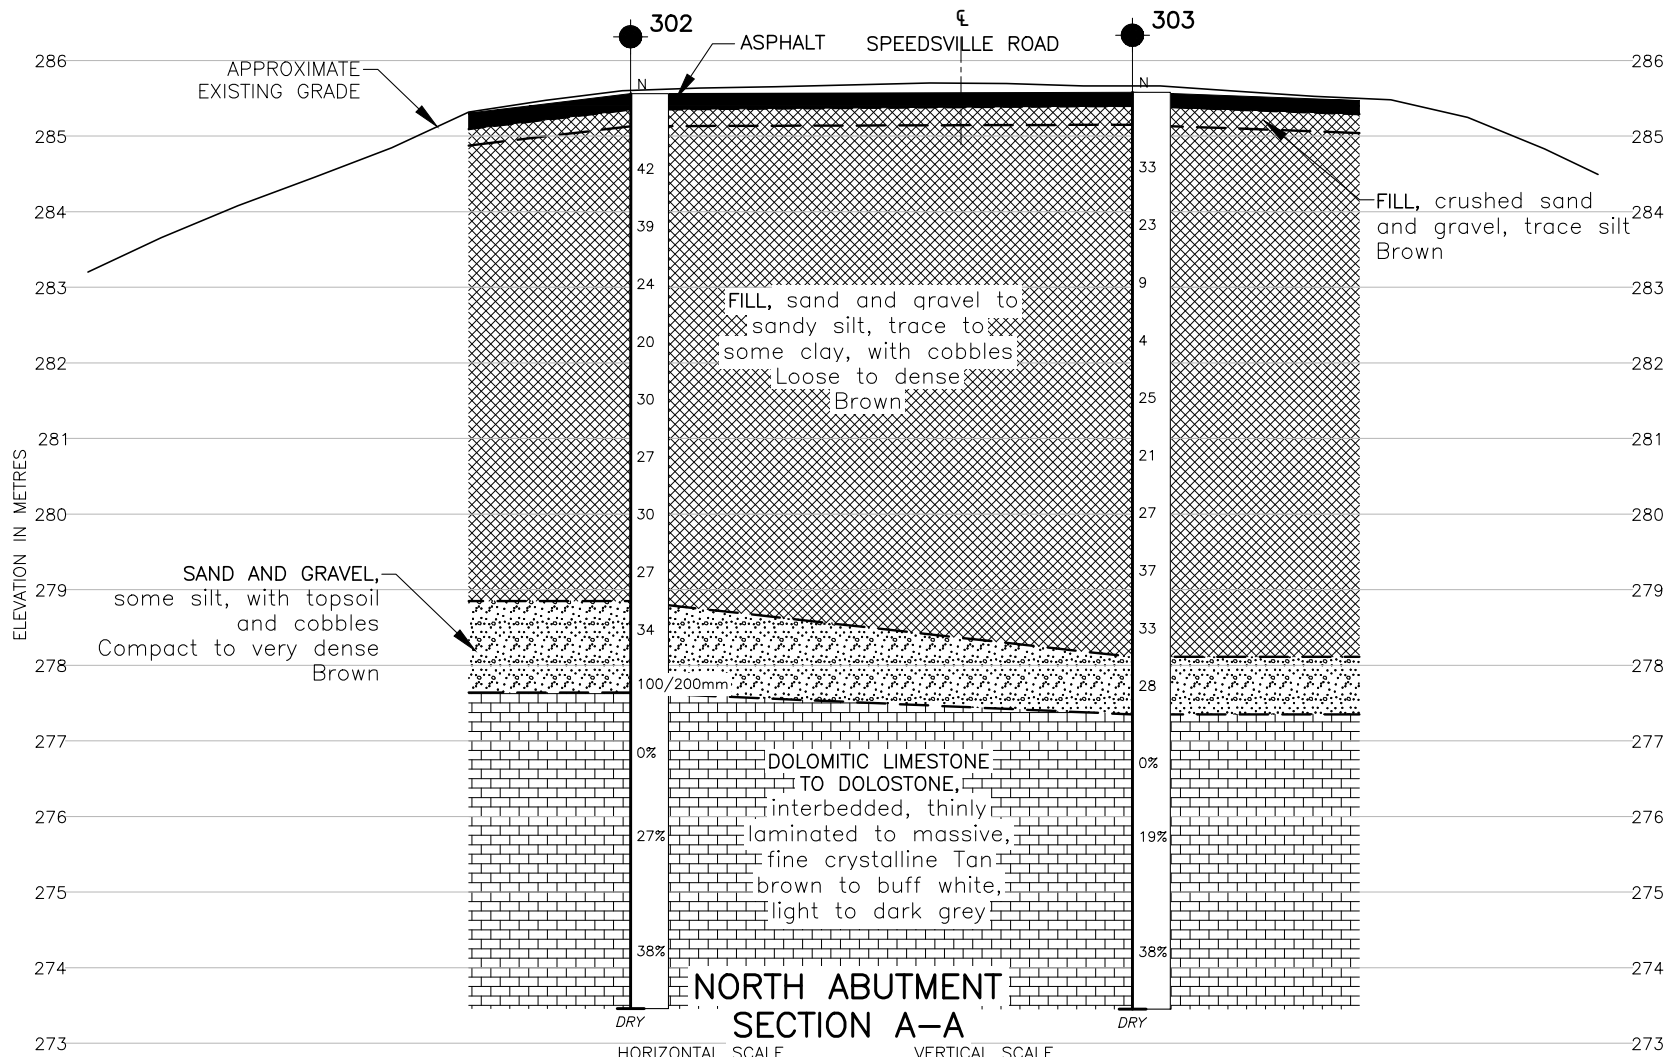 302
℄
303
ASPHALT
SPEEDSVILLE ROAD
286
286
APPROXIMATE
EXISTING GRADE
N
N
285
285
42
33
FILL, crushed sand
and gravel, trace silt
Brown
284
284
39
23
283
283
24
9
FILL, sand and gravel to
sandy silt, trace to
some clay, with cobbles
Loose to dense
Brown
20
4
282
282
30
25
281
281
27
21
ELEVATION IN METRES
280
280
30
27
27
37
SAND AND GRAVEL,
some silt, with topsoil
and cobbles
Compact to very dense
Brown
279
279
34
33
278
278
100/200mm
28
277
277
0%
0%
DOLOMITIC LIMESTONE
TO DOLOSTONE,
interbedded, thinly
laminated to massive,
fine crystalline Tan
brown to buff white,
light to dark grey
276
276
27%
19%
275
275
38%
38%
274
274
NORTH ABUTMENT
SECTION A-A
DRY
DRY
273
273
HORIZONTAL SCALE
VERTICAL SCALE